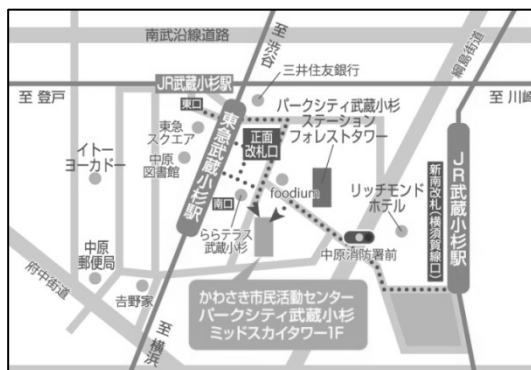 南武沿線道路
至 渋谷
三井住友銀行
綱島街道
至 登戸
JR武蔵小杉駅
至 川崎
東口
東急
スクエア
東急武蔵小杉駅
正面
改札口
パークシティ武蔵小杉
ステーション
フォレストタワー
イトー
ヨーカドー
中原
図書館
foodium
リッチモンド
ホテル
新南改札(横須賀線口)
JR武蔵小杉駅
南口
ららテラス
武蔵小杉
中原消防署前
中原
郵便局
府中街道
吉野家
至 横浜
かわさき市民活動センター
パークシティ武蔵小杉
ミッドスカイタワー1F